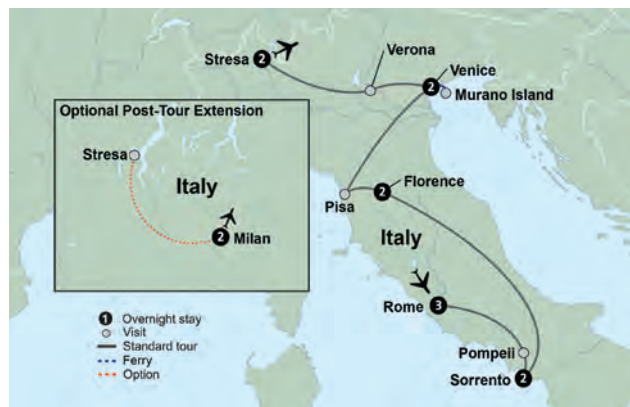 Stresa 2
Verona
Venice
2
Murano Island
Optional Post-Tour Extension
Stresa
Italy
2 Milan
Pisa
2 Florence
Italy
Rome 3
Pompeii
Sorrento 2
1 Overnight stay
Visit
Standard tour
Ferry
Option